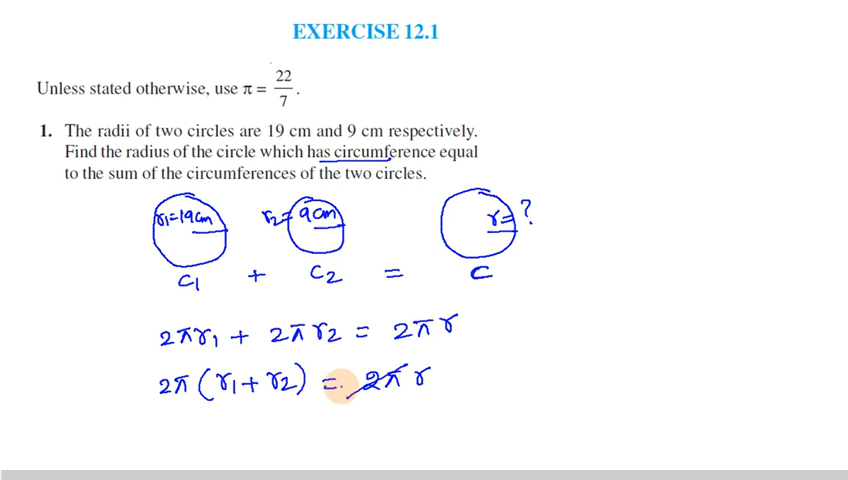 EXERCISE 12.1
Unless stated otherwise, use π = 22/7.
1. The radii of two circles are 19 cm and 9 cm respectively.
Find the radius of the circle which has circumference equal
to the sum of the circumferences of the two circles.
r1=19cm r2=9cm r=?
C1 + C2 = C
2πr1 + 2πr2 = 2πr
2π(r1+r2) = 2πr